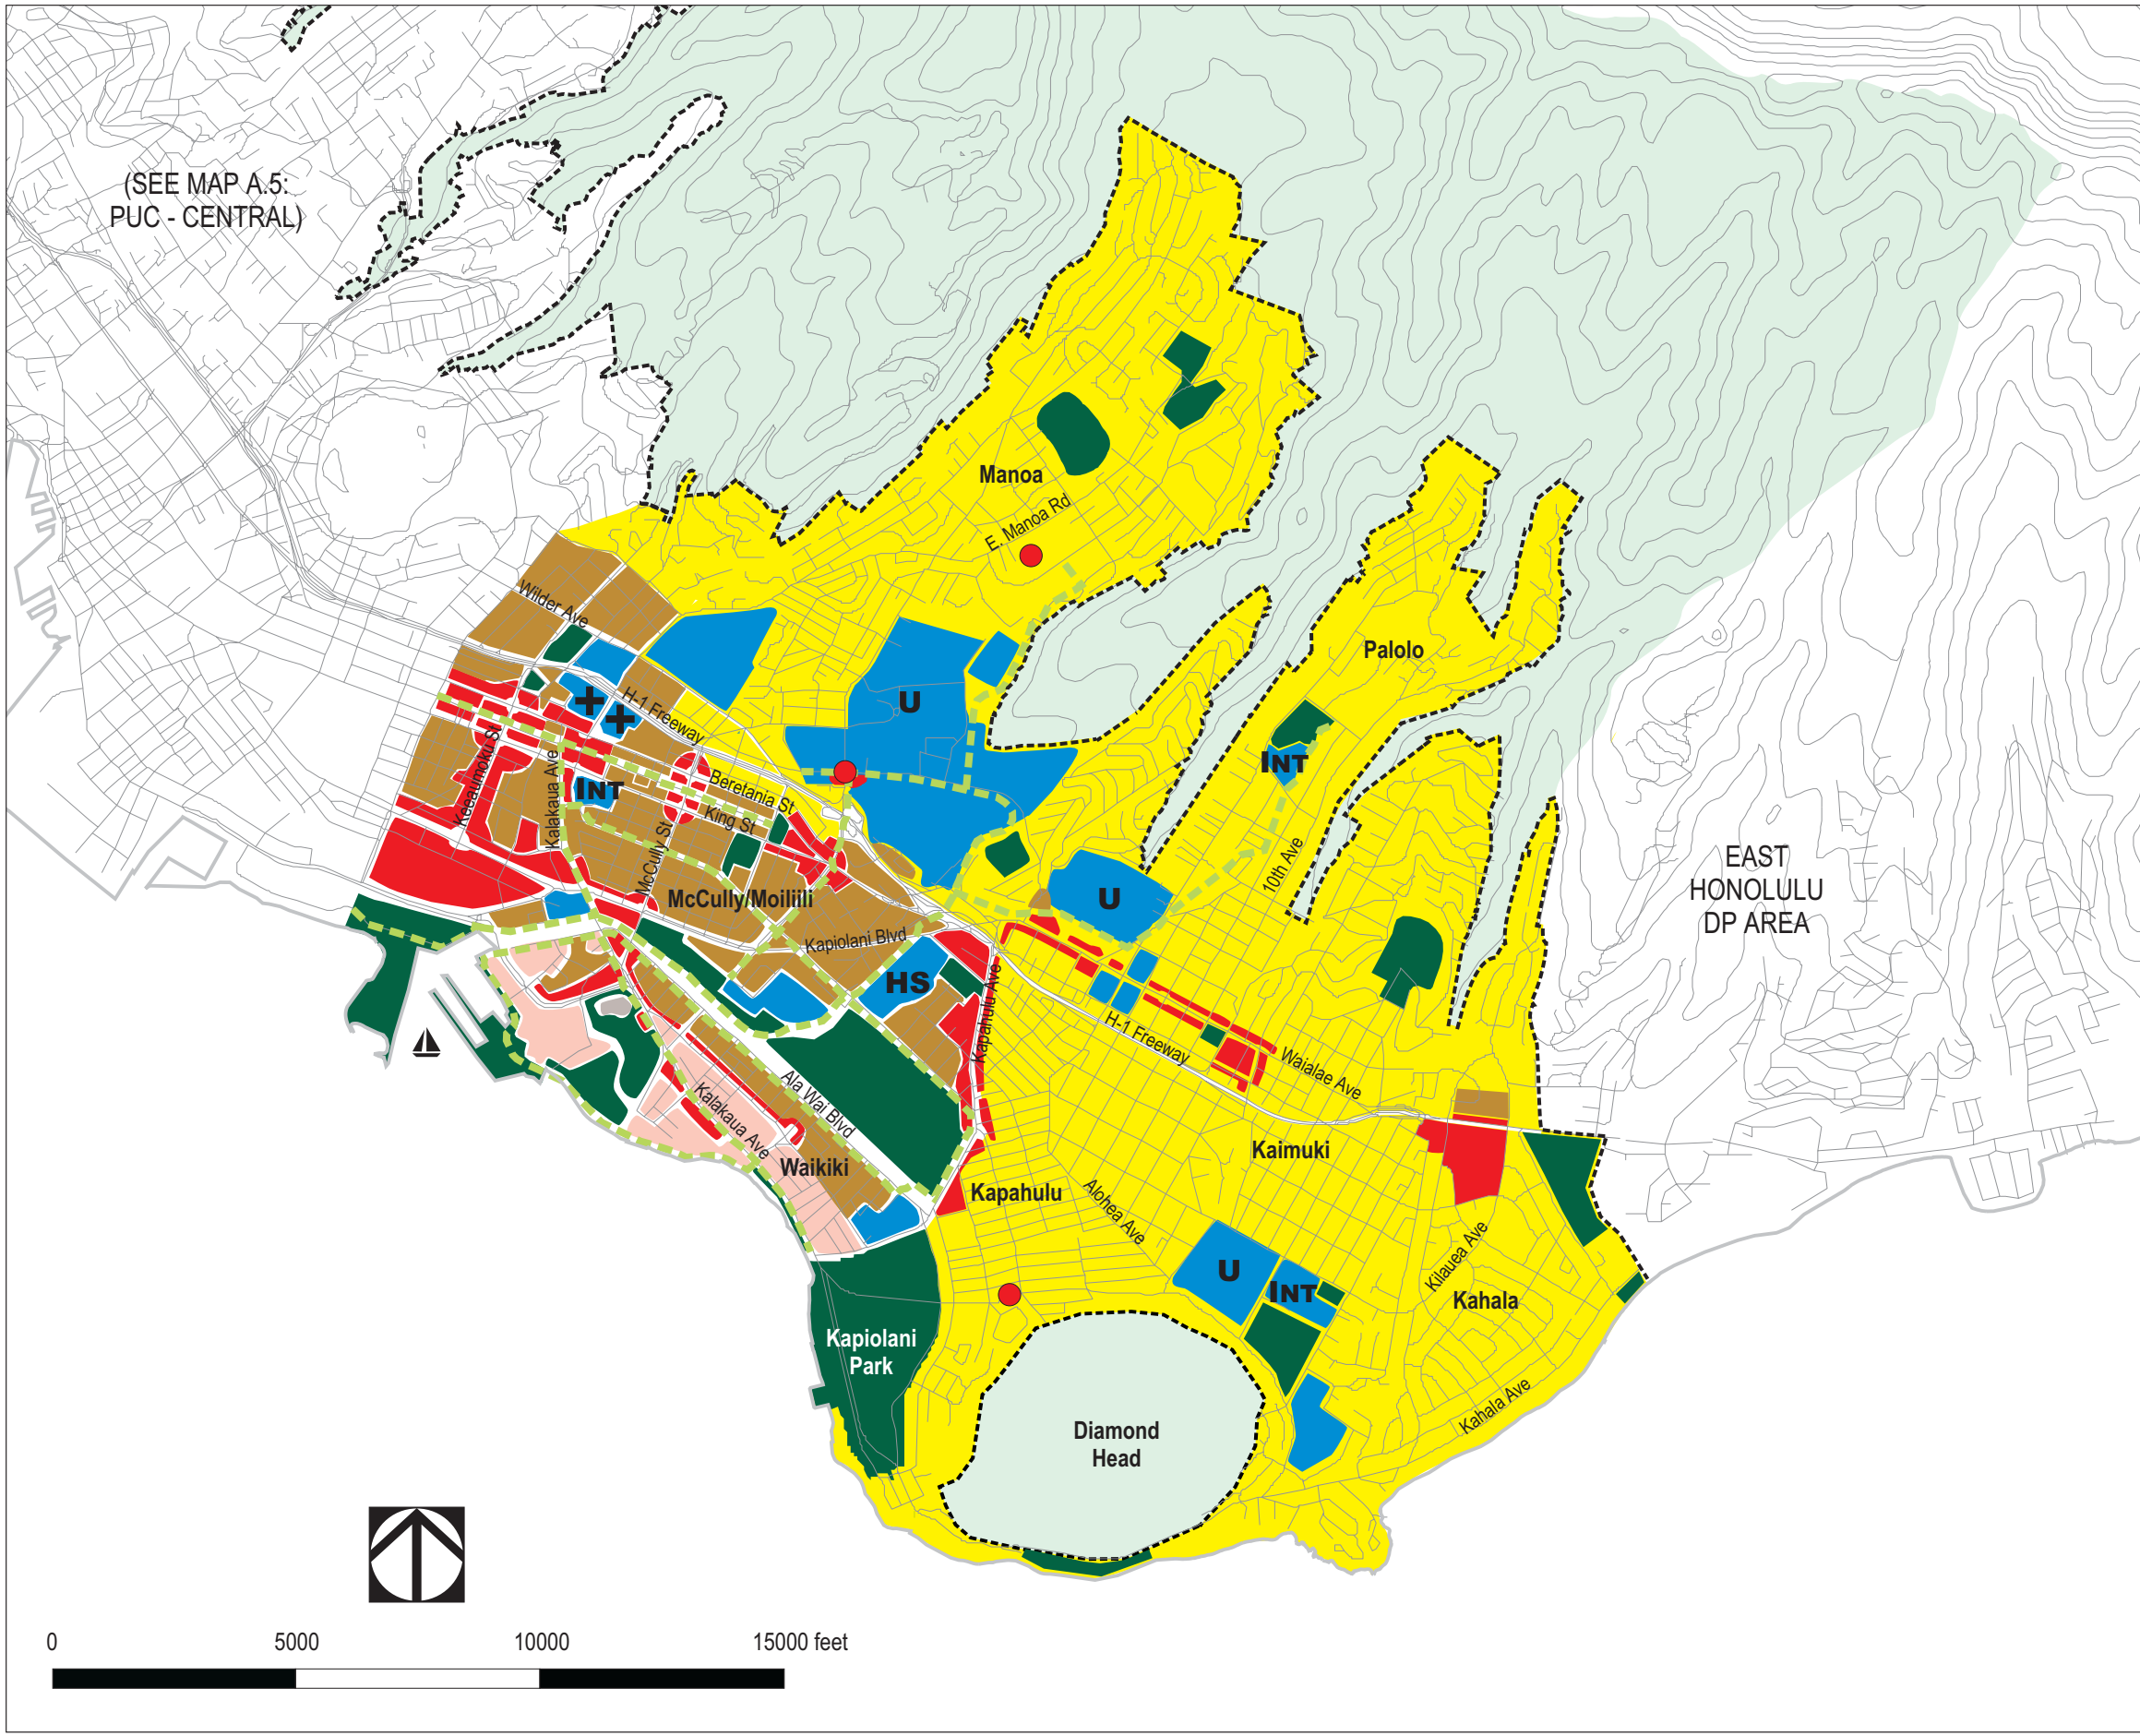 (SEE MAP A.5:
PUC - CENTRAL)
Manoa
E. Manoa Rd
Wilder Ave
Palolo
U
H-1 Freeway
Keeaumoku St
Kalakaua Ave
INT
INT
Beretania St
King St
McCully St
10th Ave
EAST
HONOLULU
DP AREA
McCully/Moiliili
U
Kapiolani Blvd
HS
Kapahulu Ave
H-1 Freeway
Waialae Ave
Ala Wai Blvd
Kalakaua Ave
Waikiki
Kaimuki
Kapahulu
Alohea Ave
Kilauea Ave
U
INT
Kahala
Kapiolani
Park
Kahala Ave
Diamond
Head
0 5000 10000 15000 feet